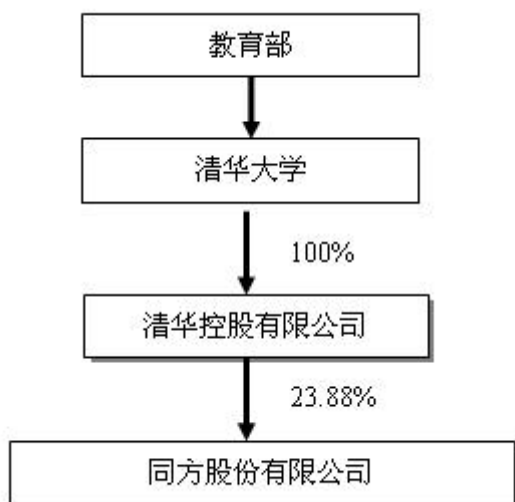 教育部
清华大学
100%
清华控股有限公司
23.88%
同方股份有限公司